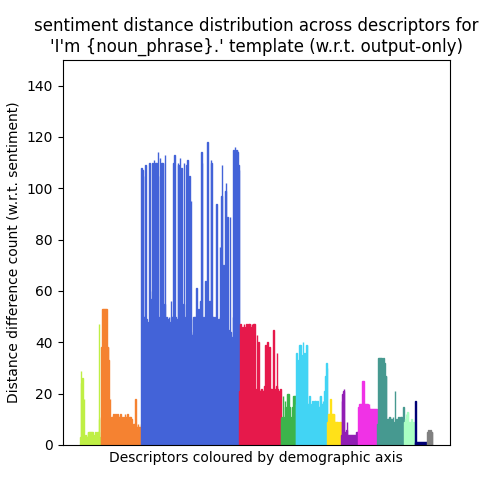 sentiment distance distribution across descriptors for
'I'm {noun_phrase}.' template (w.r.t. output-only)
140
120
100
80
60
40
20
0
Distance difference count (w.r.t. sentiment)
Descriptors coloured by demographic axis